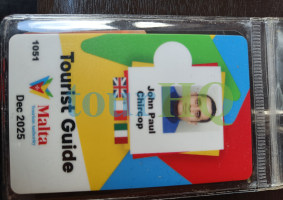 1051
Tourist Guide
John Paul
Chircop
Malta
Dec 2025